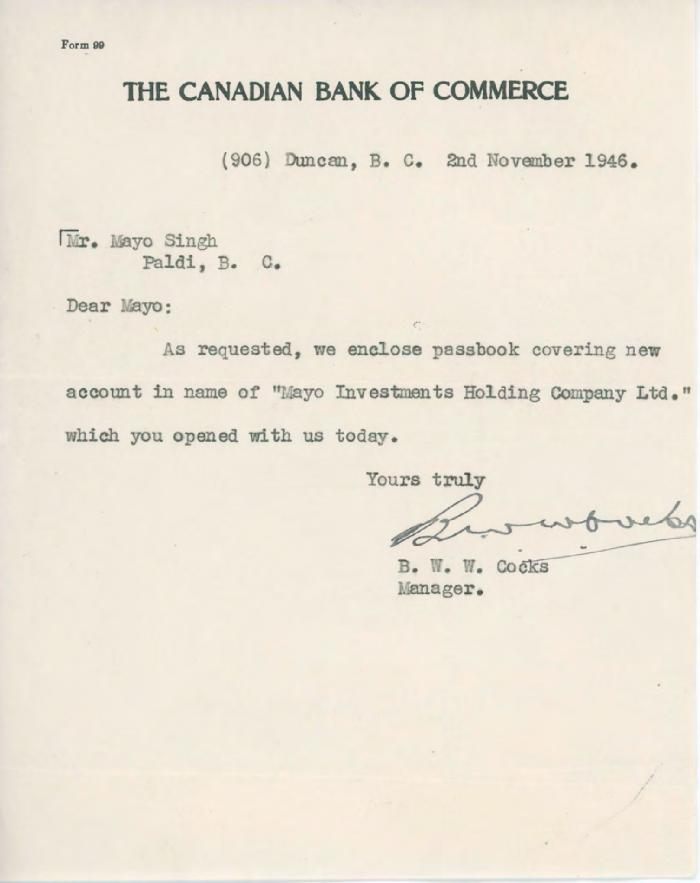 Form 99
THE CANADIAN BANK OF COMMERCE
(906) Duncan, B. C. 2nd November 1946.
Mr. Mayo Singh
Paldi, B. C.
Dear Mayo:
As requested, we enclose passbook covering new
account in name of "Mayo Investments Holding Company Ltd."
which you opened with us today.
Yours truly
B. W. W. Cocks
Manager.